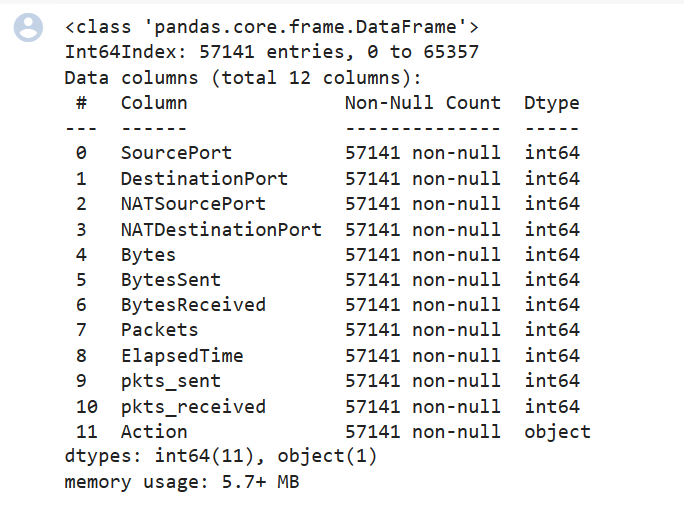 <class 'pandas.core.frame.DataFrame'>
Int64Index: 57141 entries, 0 to 65357
Data columns (total 12 columns):
 #   Column              Non-Null Count  Dtype
---  ------              --------------  -----
 0   SourcePort          57141 non-null  int64
 1   DestinationPort     57141 non-null  int64
 2   NATSourcePort       57141 non-null  int64
 3   NATDestinationPort  57141 non-null  int64
 4   Bytes               57141 non-null  int64
 5   BytesSent           57141 non-null  int64
 6   BytesReceived       57141 non-null  int64
 7   Packets             57141 non-null  int64
 8   ElapsedTime         57141 non-null  int64
 9   pkts_sent           57141 non-null  int64
 10  pkts_received       57141 non-null  int64
 11  Action              57141 non-null  object
dtypes: int64(11), object(1)
memory usage: 5.7+ MB